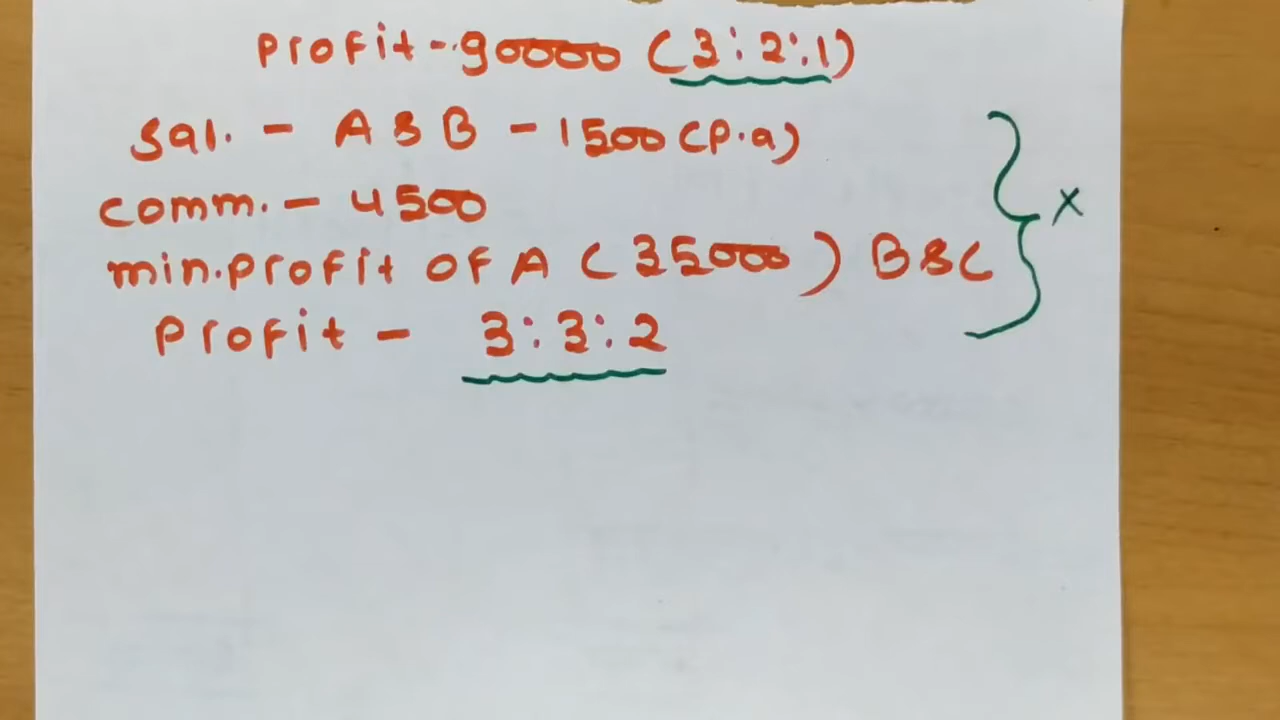 Profit - 90000 (3:2:1)
Sal. - A & B - 1500 (P.a)
comm. - 4500
min.profit of A (35000) B&C
x
Profit - 3:3:2